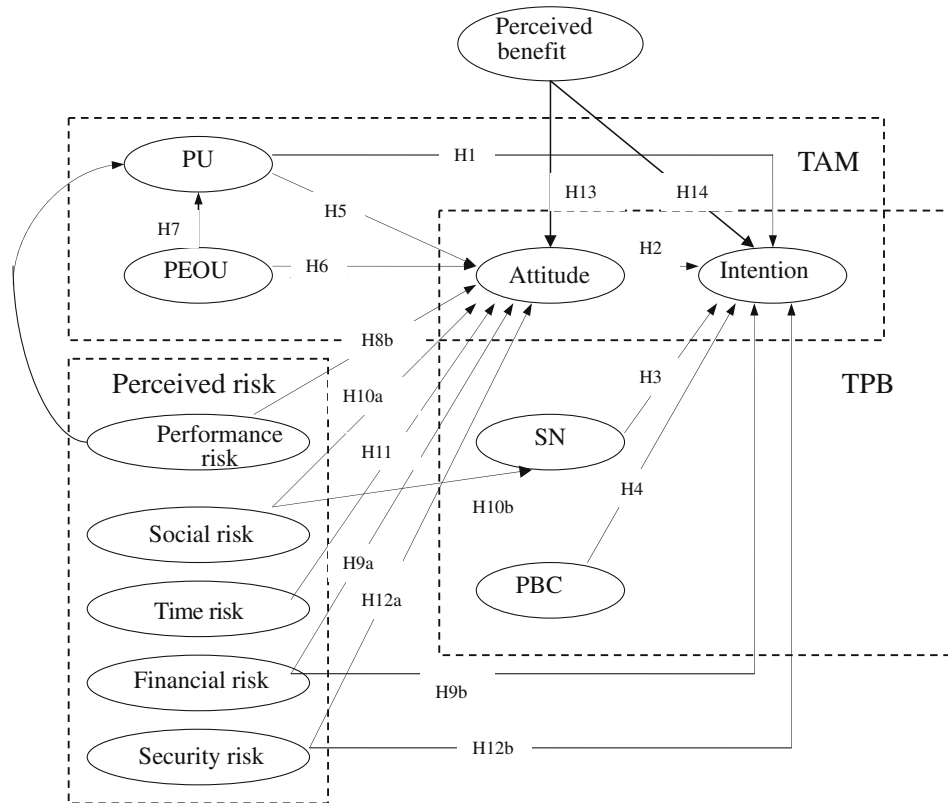 Perceived
benefit
PU
H1
TAM
H5
H13
H14
H7
PEOU
H6
Attitude
H2
Intention
H8b
Perceived risk
H10a
H3
TPB
Performance
risk
H11
SN
H4
H10b
Social risk
H9a
PBC
H12a
Time risk
Financial risk
H9b
Security risk
H12b